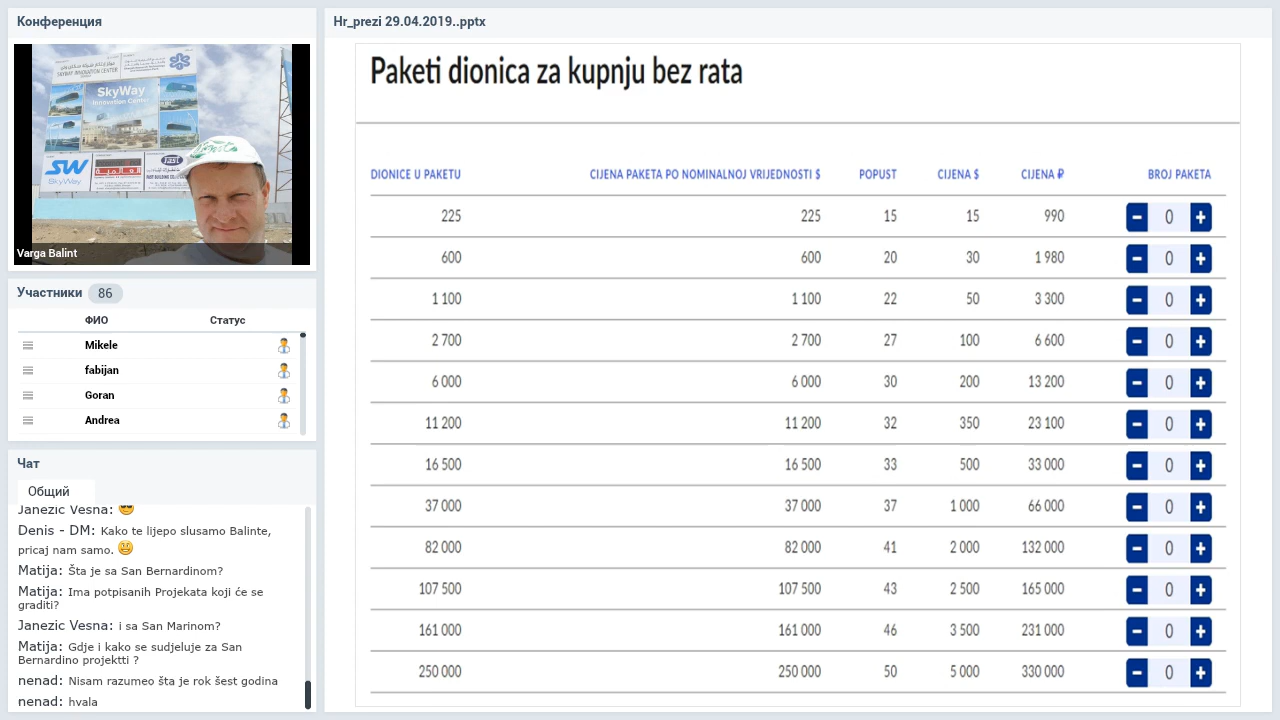 Конференция
SKYWAY INNOVATION CENTER
SkyWay
Innovation Center
SW
SkyWay
Varga Balint
Участники 86
ФИО Статус
Mikele
fabijan
Goran
Andrea
Чат
Общий
Janezic Vesna:
Denis - DM: Kako te lijepo slusamo Balinte,
pricaj nam samo.
Matija: Šta je sa San Bernardinom?
Matija: Ima potpisanih Projekata koji će se
graditi?
Janezic Vesna: i sa San Marinom?
Matija: Gdje i kako se sudjeluje za San
Bernardino projektti ?
nenad: Nisam razumeo šta je rok šest godina
nenad: hvala
Hr_prezi 29.04.2019..pptx
Paketi dionica za kupnju bez rata
DIONICE U PAKETU CIJENA PAKETA PO NOMINALNOJ VRIJEDNOSTI $ POPUST CIJENA $ CIJENA ₽ BROJ PAKETA
225 225 15 15 990 − 0 +
600 600 20 30 1 980 − 0 +
1 100 1 100 22 50 3 300 − 0 +
2 700 2 700 27 100 6 600 − 0 +
6 000 6 000 30 200 13 200 − 0 +
11 200 11 200 32 350 23 100 − 0 +
16 500 16 500 33 500 33 000 − 0 +
37 000 37 000 37 1 000 66 000 − 0 +
82 000 82 000 41 2 000 132 000 − 0 +
107 500 107 500 43 2 500 165 000 − 0 +
161 000 161 000 46 3 500 231 000 − 0 +
250 000 250 000 50 5 000 330 000 − 0 +